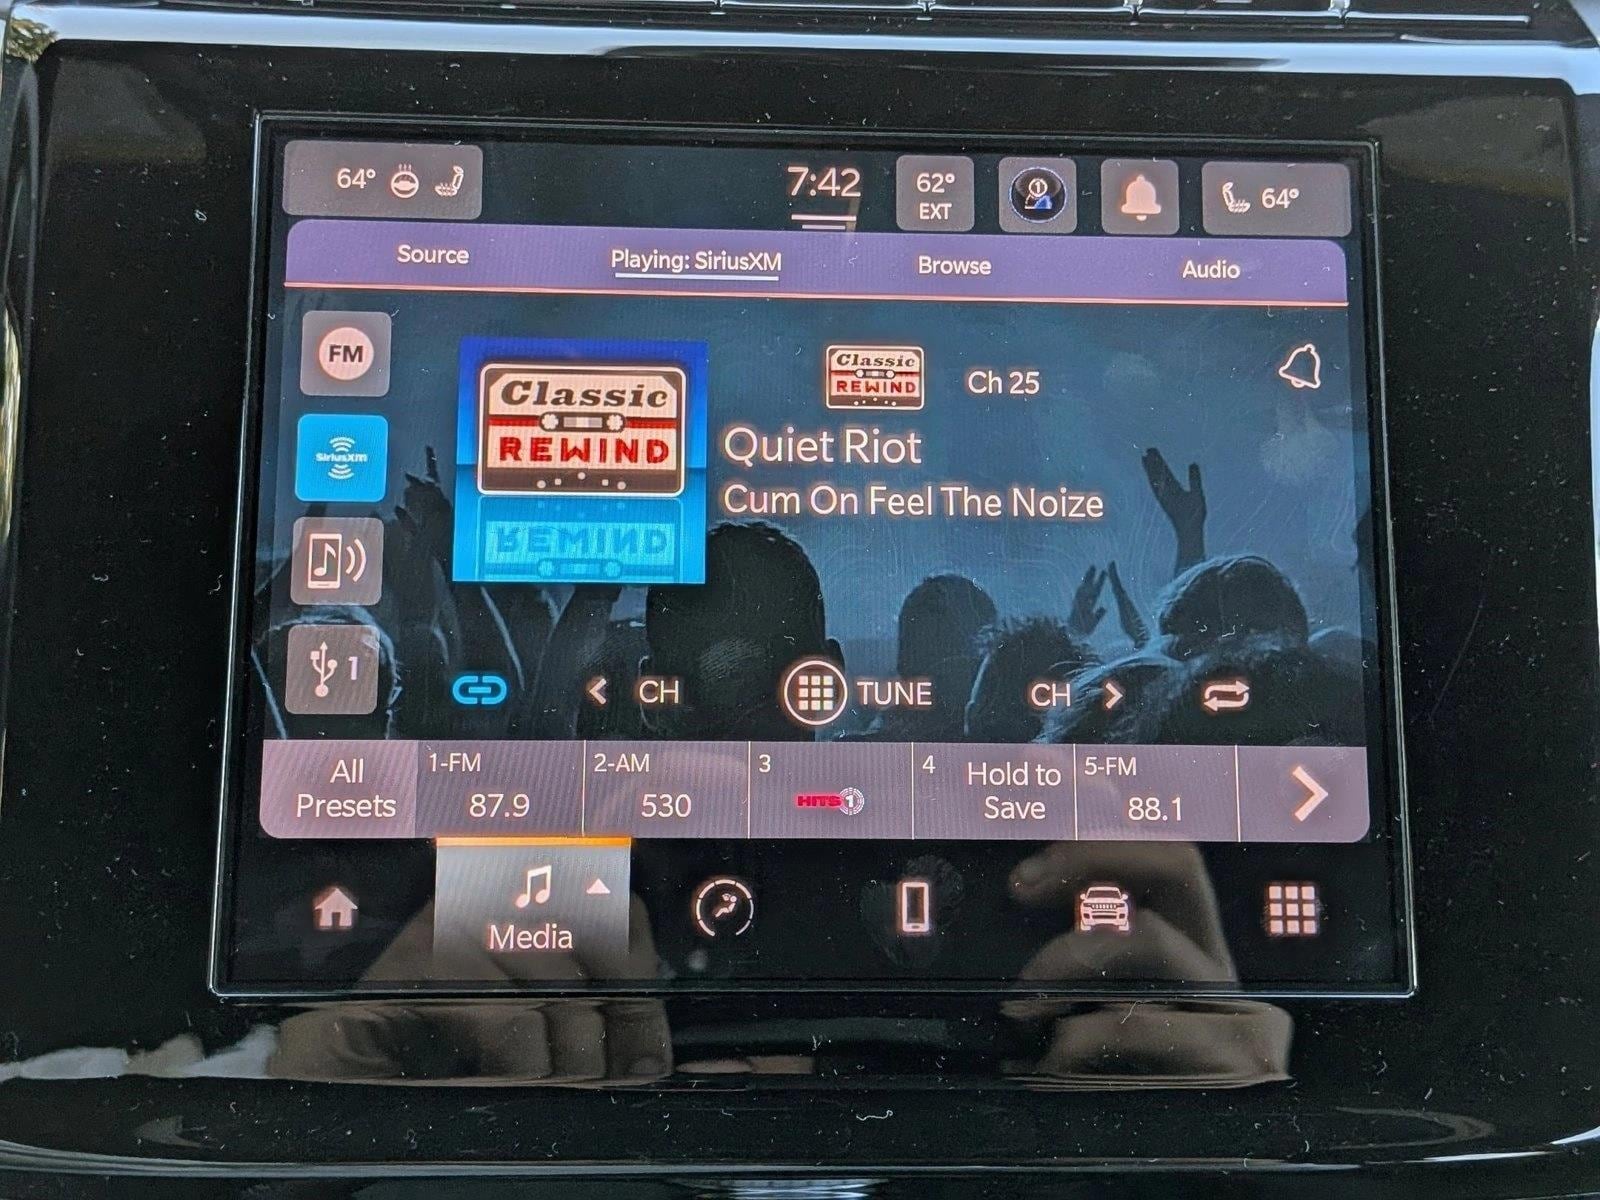 64°
7:42
62°
EXT
1
64°
Source
Playing: SiriusXM
Browse
Audio
FM
SiriusXM
1
Classic
REWIND
Classic
REWIND
Ch 25
Quiet Riot
Cum On Feel The Noize
CH
TUNE
CH
All
Presets
1-FM
87.9
2-AM
530
3
HITS 1
4
Hold to
Save
5-FM
88.1
Media